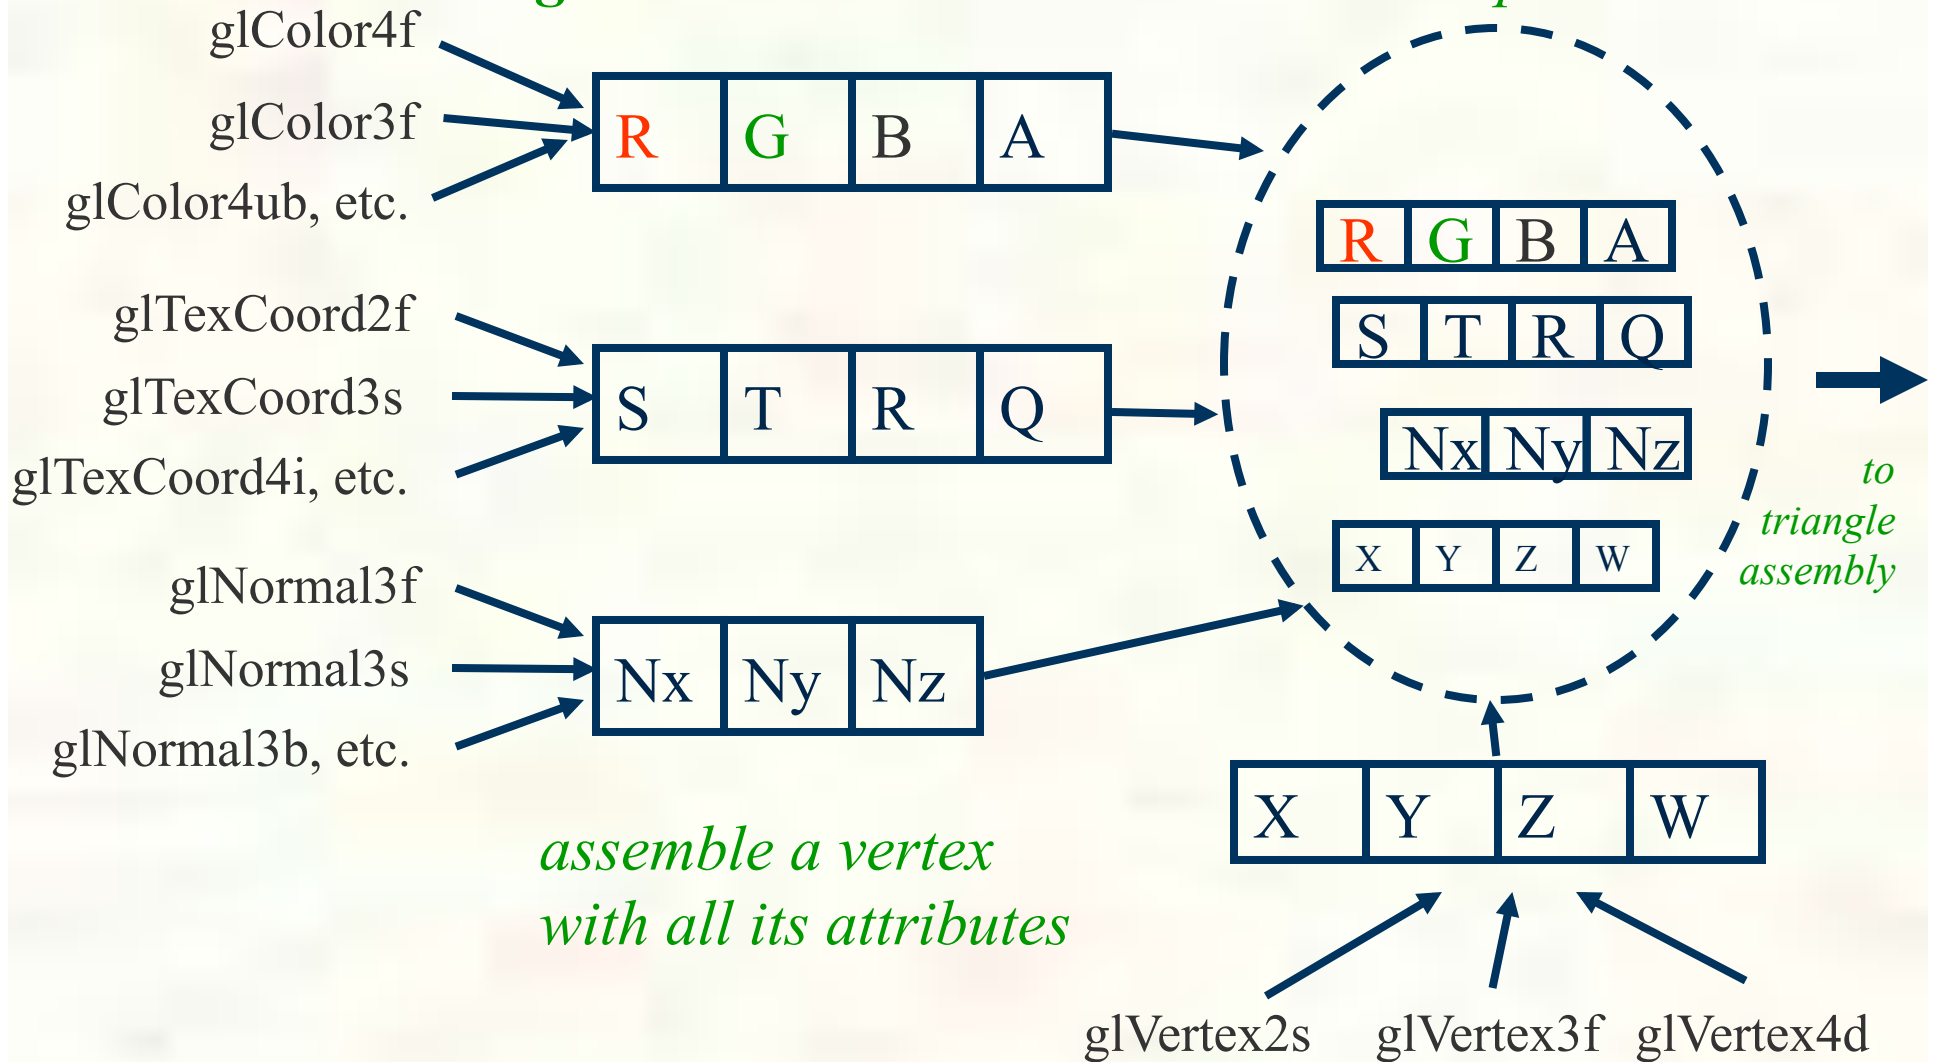 glColor4f
glColor3f
glColor4ub, etc.
R G B A
glTexCoord2f
glTexCoord3s
glTexCoord4i, etc.
S T R Q
glNormal3f
glNormal3s
glNormal3b, etc.
Nx Ny Nz
R G B A
S T R Q
Nx Ny Nz
X Y Z W
to
triangle
assembly
X Y Z W
assemble a vertex
with all its attributes
glVertex2s glVertex3f glVertex4d